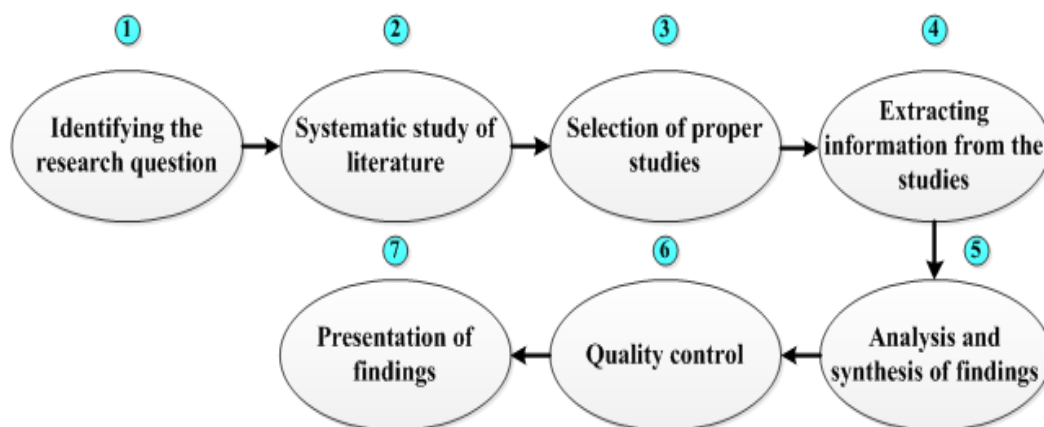 1
Identifying the
research question
2
Systematic study of
literature
3
Selection of proper
studies
4
Extracting
information from the
studies
5
Analysis and
synthesis of findings
6
Quality control
7
Presentation of
findings